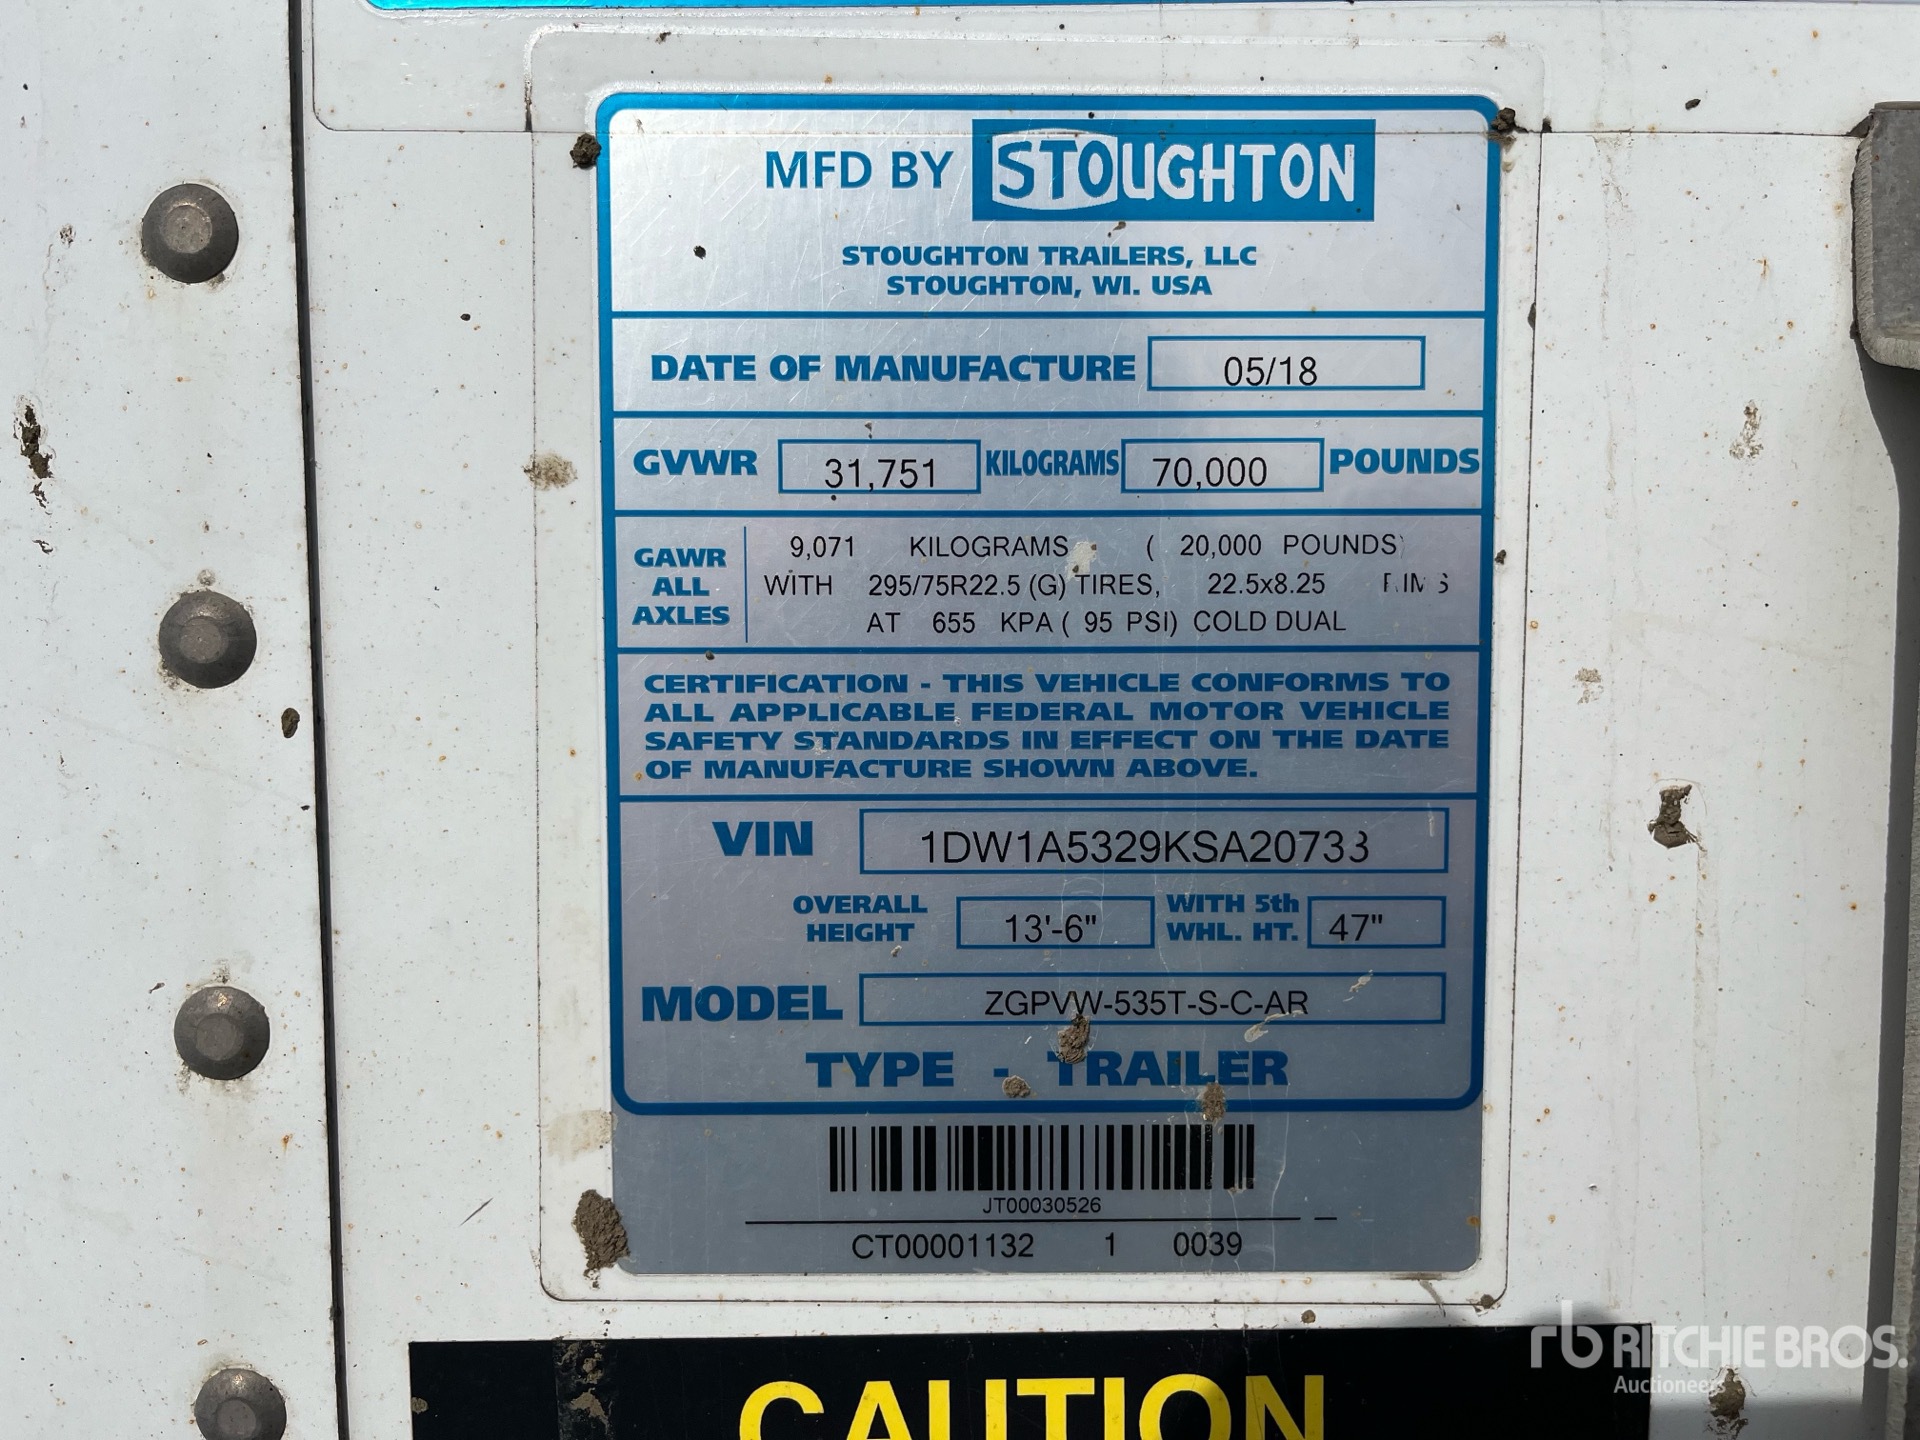 MFD BY STOUGHTON
STOUGHTON TRAILERS, LLC
STOUGHTON, WI. USA
DATE OF MANUFACTURE 05/18
GVWR 31,751 KILOGRAMS 70,000 POUNDS
GAWR ALL AXLES
9,071 KILOGRAMS ( 20,000 POUNDS)
WITH 295/75R22.5 (G) TIRES, 22.5x8.25 RIMS
AT 655 KPA ( 95 PSI) COLD DUAL
CERTIFICATION - THIS VEHICLE CONFORMS TO
ALL APPLICABLE FEDERAL MOTOR VEHICLE
SAFETY STANDARDS IN EFFECT ON THE DATE
OF MANUFACTURE SHOWN ABOVE.
VIN 1DW1A5329KSA20733
OVERALL HEIGHT 13'-6" WITH 5th WHL. HT. 47"
MODEL ZGPVW-535T-S-C-AR
TYPE - TRAILER
JT00030526
CT00001132 1 0039
CAUTION
rb RITCHIE BROS.
Auctioneers